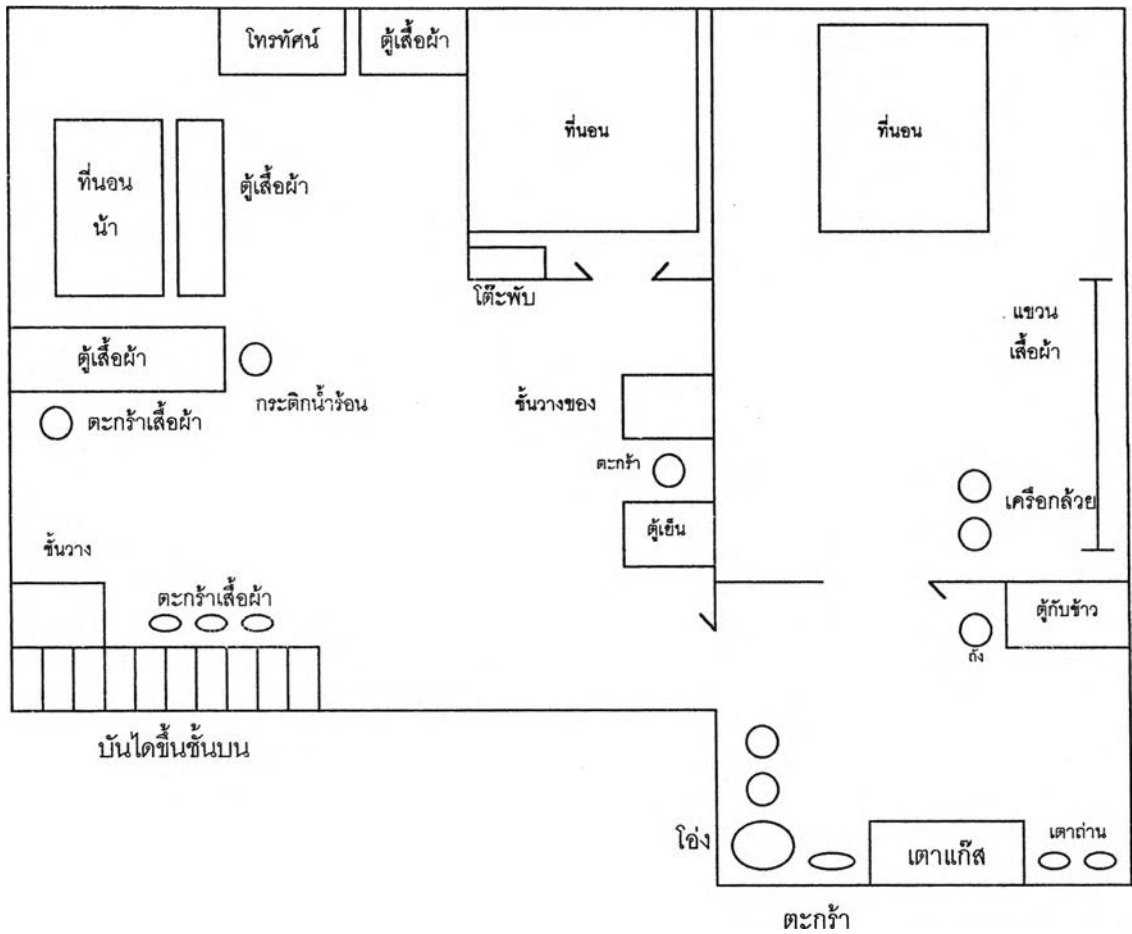 โทรทัศน์
ตู้เสื้อผ้า
ที่นอน
ที่นอน
ที่นอน
น้า
ตู้เสื้อผ้า
โต๊ะพับ
แขวน
เสื้อผ้า
ตู้เสื้อผ้า
กระติกน้ำร้อน
ตะกร้าเสื้อผ้า
ชั้นวางของ
ตะกร้า
เครือกล้วย
ตู้เย็น
ชั้นวาง
ตะกร้าเสื้อผ้า
ตู้กับข้าว
ถัง
บันไดขึ้นชั้นบน
โอ่ง
เตาแก๊ส
เตาถ่าน
ตะกร้า